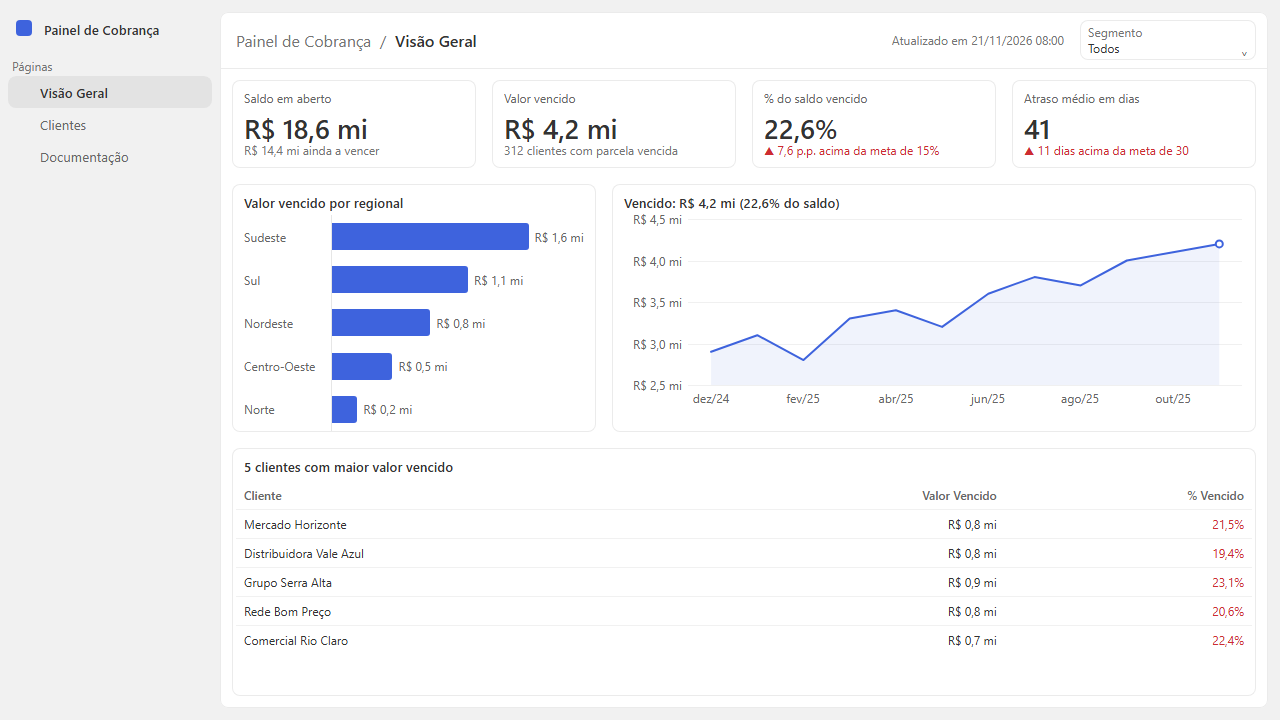 Painel de Cobrança
Páginas
Visão Geral
Clientes
Documentação
Painel de Cobrança / Visão Geral
Atualizado em 21/11/2026 08:00
Segmento
Todos
Saldo em aberto
R$ 18,6 mi
R$ 14,4 mi ainda a vencer
Valor vencido
R$ 4,2 mi
312 clientes com parcela vencida
% do saldo vencido
22,6%
▲ 7,6 p.p. acima da meta de 15%
Atraso médio em dias
41
▲ 11 dias acima da meta de 30
Valor vencido por regional
Sudeste R$ 1,6 mi
Sul R$ 1,1 mi
Nordeste R$ 0,8 mi
Centro-Oeste R$ 0,5 mi
Norte R$ 0,2 mi
Vencido: R$ 4,2 mi (22,6% do saldo)
R$ 4,5 mi
R$ 4,0 mi
R$ 3,5 mi
R$ 3,0 mi
R$ 2,5 mi
dez/24 fev/25 abr/25 jun/25 ago/25 out/25
5 clientes com maior valor vencido
Cliente Valor Vencido % Vencido
Mercado Horizonte R$ 0,8 mi 21,5%
Distribuidora Vale Azul R$ 0,8 mi 19,4%
Grupo Serra Alta R$ 0,9 mi 23,1%
Rede Bom Preço R$ 0,8 mi 20,6%
Comercial Rio Claro R$ 0,7 mi 22,4%